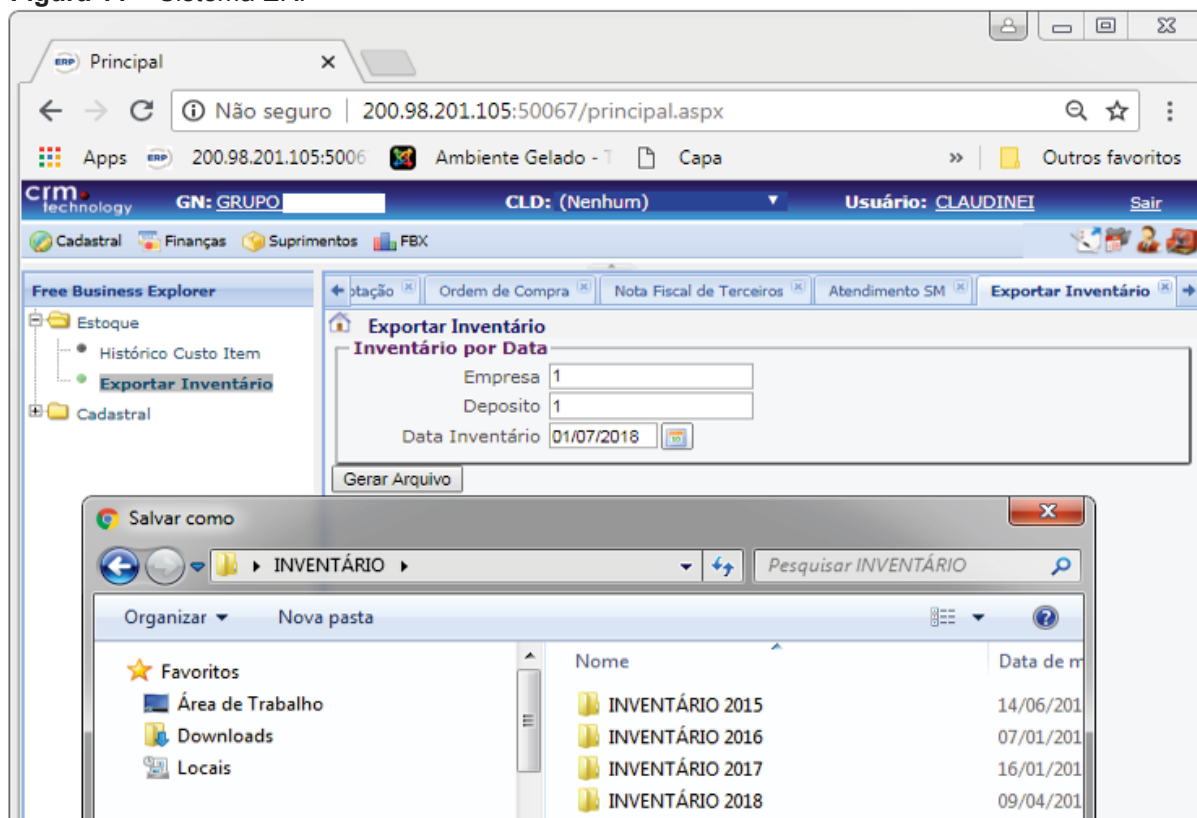 Principal
Não seguro | 200.98.201.105:50067/principal.aspx
Apps ERP 200.98.201.105:5006 Ambiente Gelado - T Capa » Outros favoritos
crm technology GN: GRUPO CLD: (Nenhum) Usuário: CLAUDINEI Sair
Cadastral Finanças Suprimentos FBX
Free Business Explorer
Estoque
Histórico Custo Item
Exportar Inventário
Cadastral
otação Ordem de Compra Nota Fiscal de Terceiros Atendimento SM Exportar Inventário
Exportar Inventário
Inventário por Data
Empresa 1
Deposito 1
Data Inventário 01/07/2018
Gerar Arquivo
Salvar como
INVENTÁRIO Pesquisar INVENTÁRIO
Organizar Nova pasta
Favoritos
Área de Trabalho
Downloads
Locais
Nome Data de m
INVENTÁRIO 2015 14/06/201
INVENTÁRIO 2016 07/01/201
INVENTÁRIO 2017 16/01/201
INVENTÁRIO 2018 09/04/201